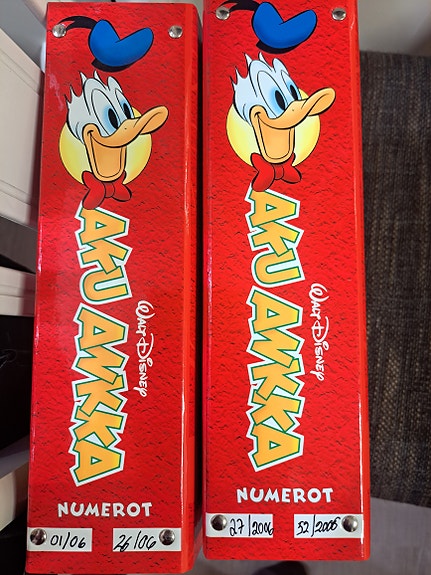 AKU ANKKA
WALT DISNEY
NUMEROT
01/06 26/06
AKU ANKKA
WALT DISNEY
NUMEROT
27/2006 52/2006